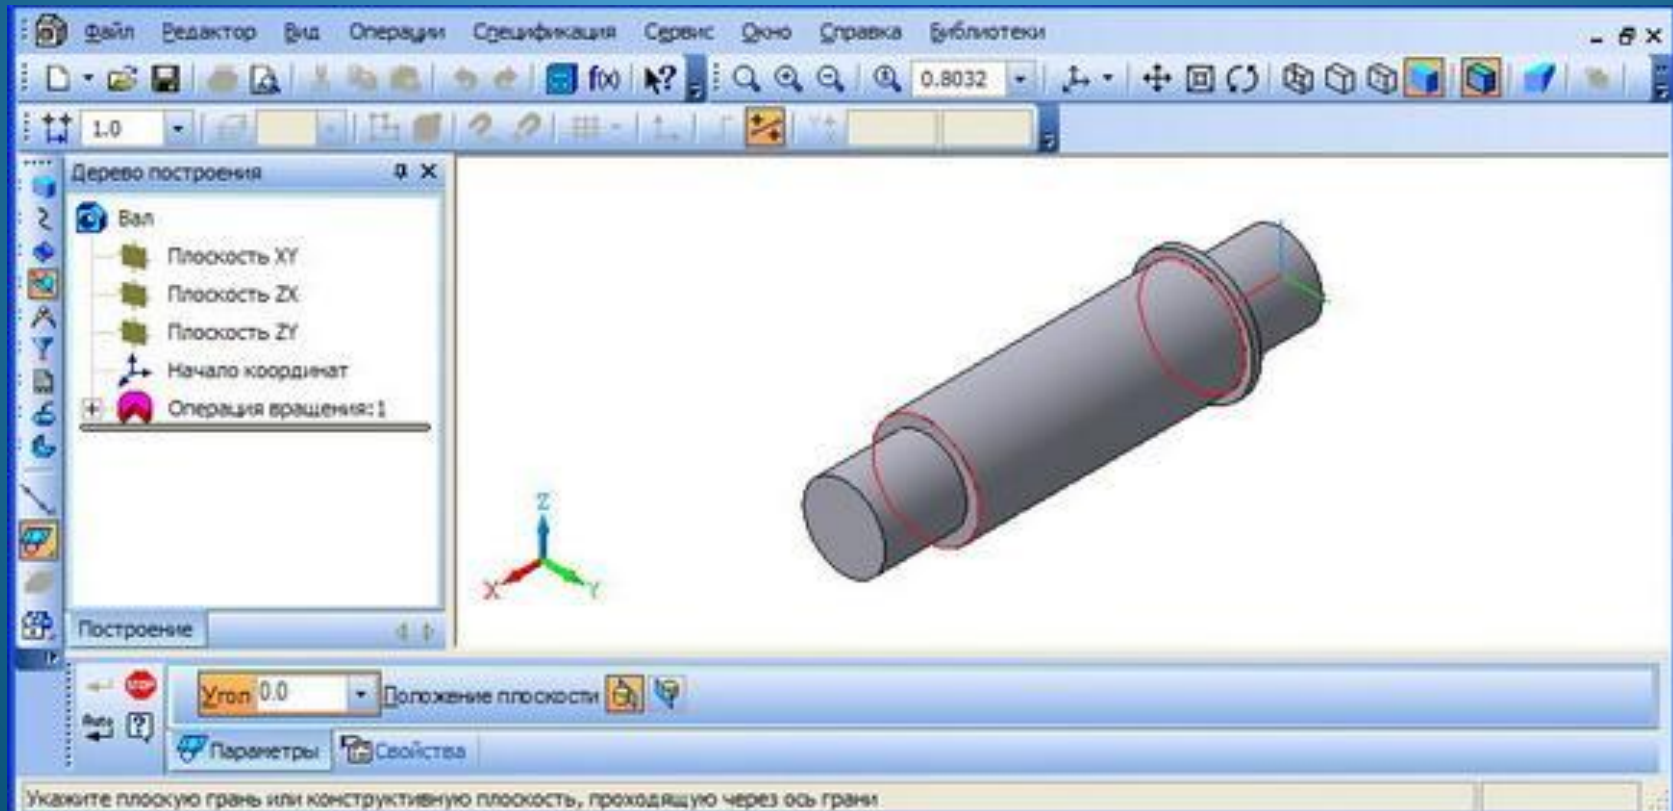 Файл Редактор Вид Операции Спецификация Сервис Окно Справка Библиотеки
f(x) 0.8032
1.0
Дерево построения
Вал
Плоскость XY
Плоскость ZX
Плоскость ZY
Начало координат
Операция вращения:1
Z
X Y
Построение
STOP
Угол 0.0 Положение плоскости
Auto
Параметры Свойства
Укажите плоскую грань или конструктивную плоскость, проходящую через ось грани